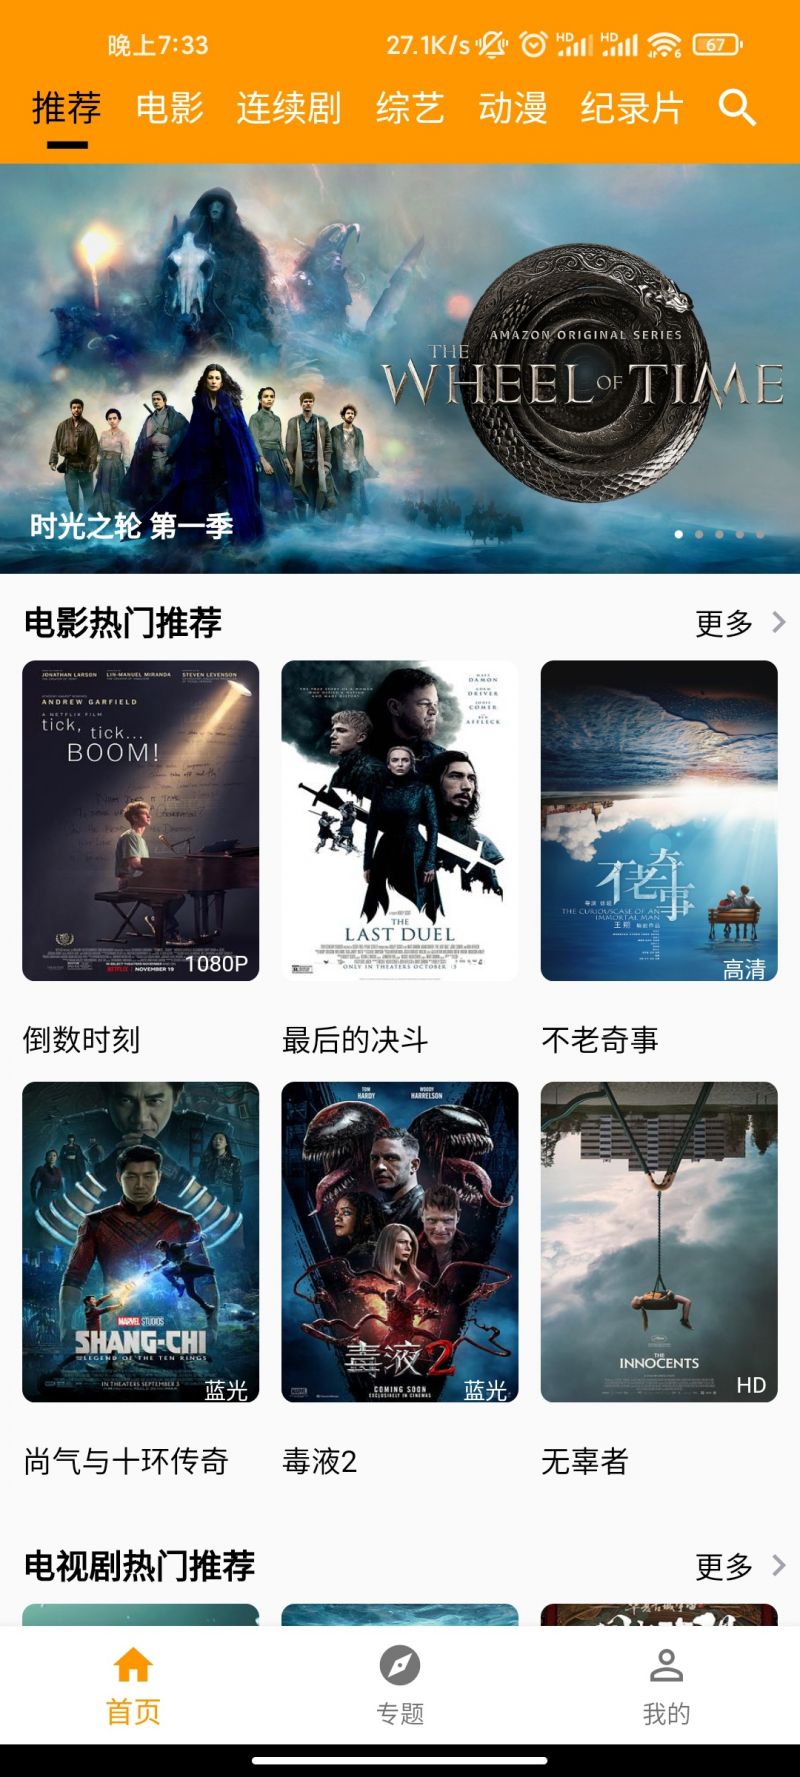 晚上7:33
27.1K/s
HD
HD
6
67
推荐 电影 连续剧 综艺 动漫 纪录片
AMAZON ORIGINAL SERIES
THE
WHEEL OF TIME
时光之轮 第一季
电影热门推荐
更多
JONATHAN LARSON LIN-MANUEL MIRANDA STEVEN LEVENSON
ANDREW GARFIELD
A NETFLIX FILM
tick, tick...
BOOM!
NETFLIX NOVEMBER 19
1080P
MATT DAMON
ADAM DRIVER
JODIE COMER
BEN AFFLECK
THE
LAST DUEL
ONLY IN THEATERS OCTOBER 15
不老奇事
THE CURIOUS CASE OF AN
IMMORTAL MAN
高清
倒数时刻
最后的决斗
不老奇事
MARVEL STUDIOS
SHANG-CHI
AND THE LEGEND OF THE TEN RINGS
IN THEATERS SEPTEMBER 3
蓝光
TOM HARDY
WOODY HARRELSON
毒液2
MARVEL
COMING SOON
EXCLUSIVELY IN CINEMAS
蓝光
THE
INNOCENTS
HD
尚气与十环传奇
毒液2
无辜者
电视剧热门推荐
更多
首页
专题
我的